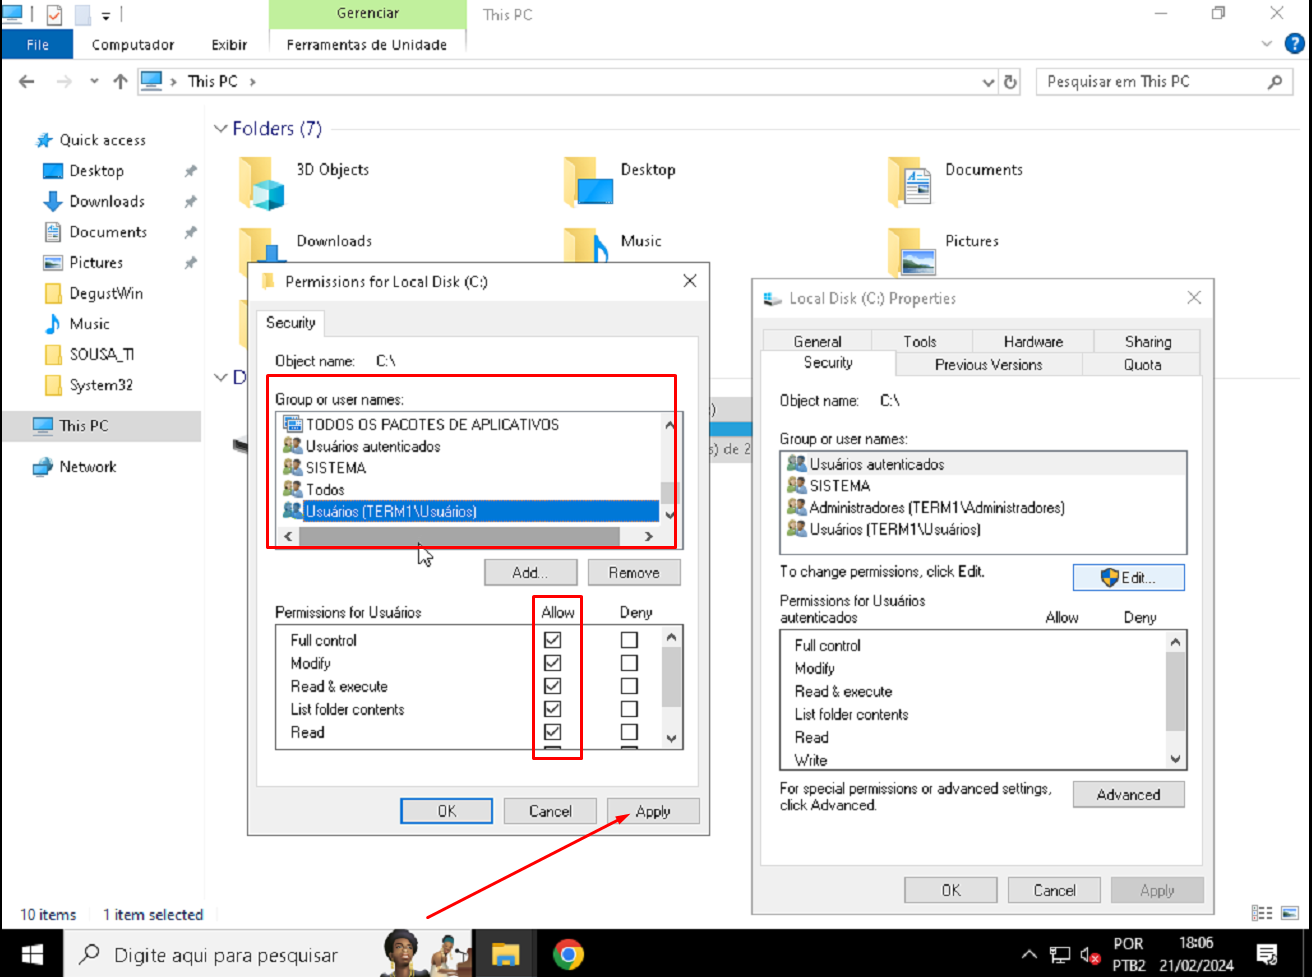 Gerenciar
This PC
File
Computador
Exibir
Ferramentas de Unidade
This PC
Pesquisar em This PC
Quick access
Desktop
Downloads
Documents
Pictures
DegustWin
Music
SOUSA_TI
System32
This PC
Network
Folders (7)
3D Objects
Desktop
Documents
Downloads
Music
Pictures
D
:)
s) de 2
Permissions for Local Disk (C:)
Security
Object name: C:\
Group or user names:
TODOS OS PACOTES DE APLICATIVOS
Usuários autenticados
SISTEMA
Todos
Usuários (TERM1\Usuários)
Add...
Remove
Permissions for Usuários
Allow
Deny
Full control
Modify
Read & execute
List folder contents
Read
OK
Cancel
Apply
Local Disk (C:) Properties
General
Tools
Hardware
Sharing
Security
Previous Versions
Quota
Object name: C:\
Group or user names:
Usuários autenticados
SISTEMA
Administradores (TERM1\Administradores)
Usuários (TERM1\Usuários)
To change permissions, click Edit.
Edit...
Permissions for Usuários
autenticados
Allow
Deny
Full control
Modify
Read & execute
List folder contents
Read
Write
For special permissions or advanced settings,
click Advanced.
Advanced
OK
Cancel
Apply
10 items
1 item selected
Digite aqui para pesquisar
POR
PTB2
18:06
21/02/2024